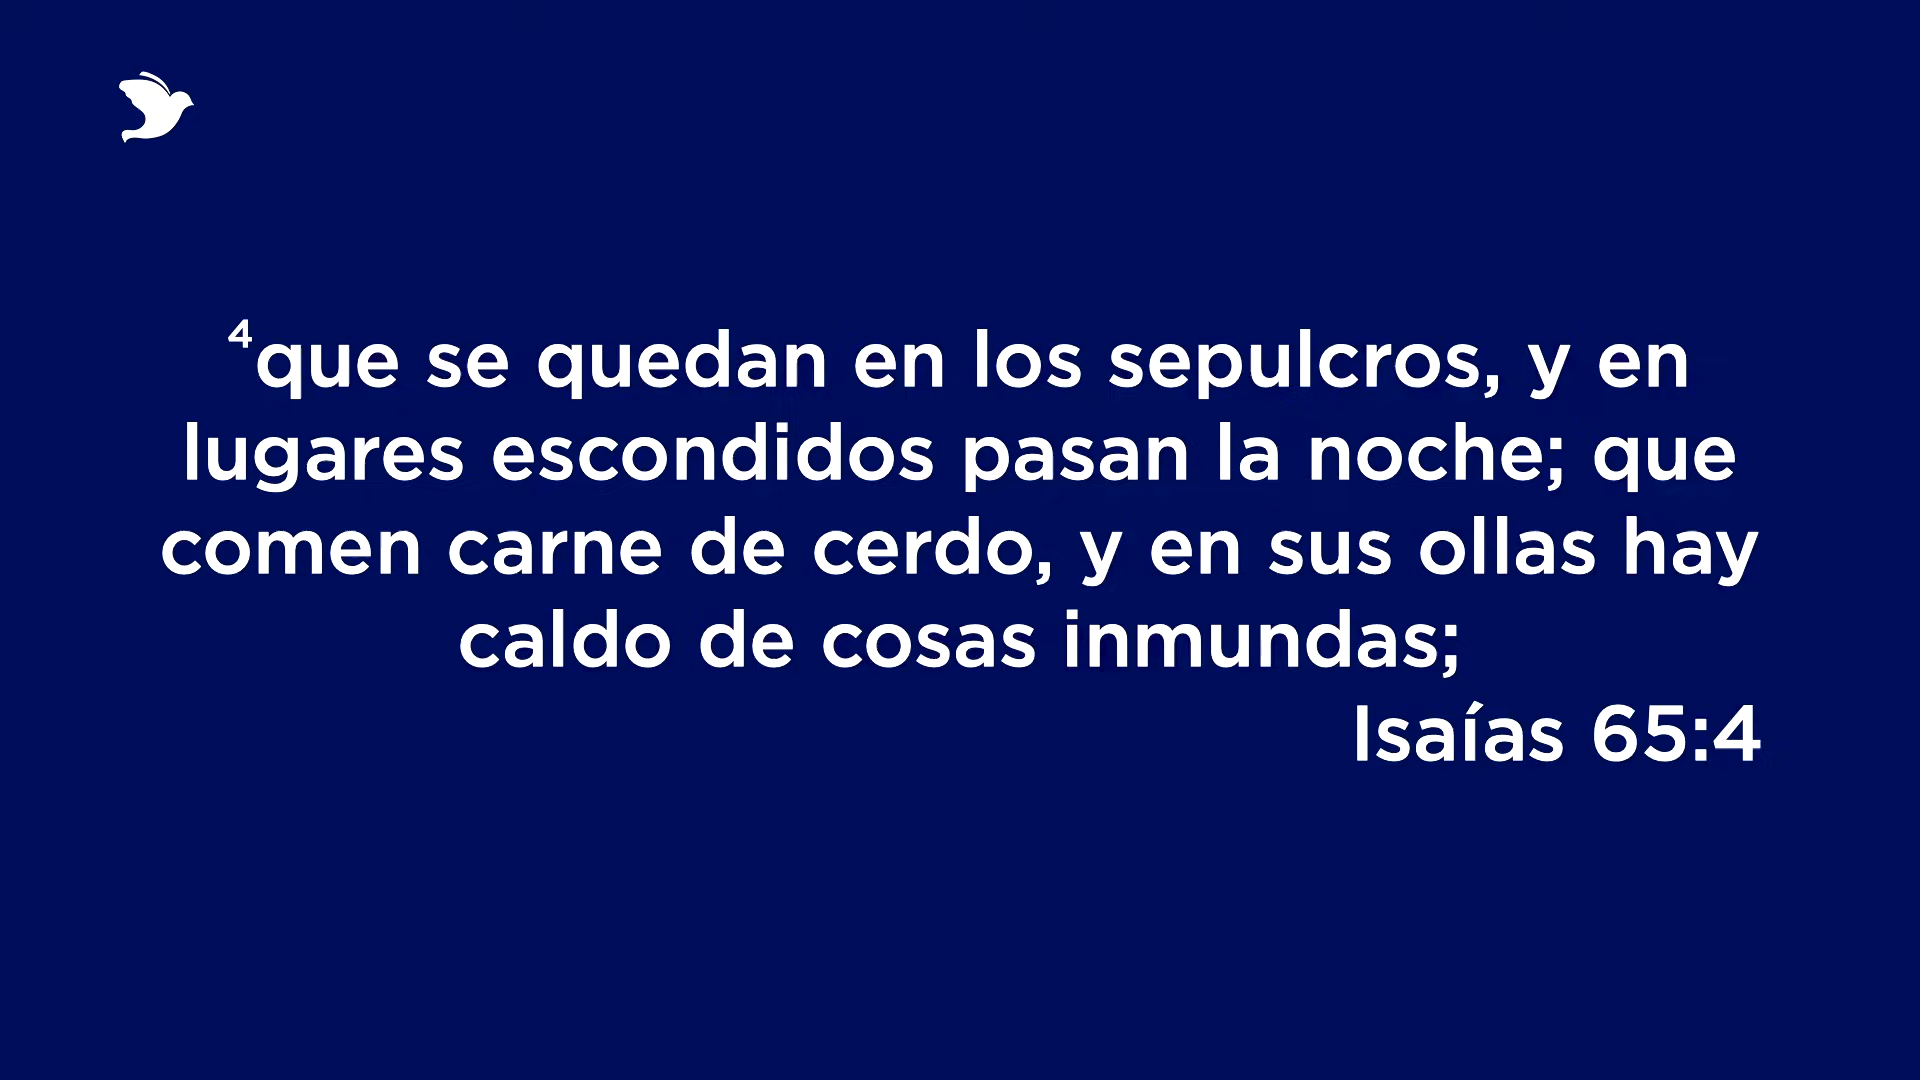 ⁴que se quedan en los sepulcros, y en
lugares escondidos pasan la noche; que
comen carne de cerdo, y en sus ollas hay
caldo de cosas inmundas;
Isaías 65:4